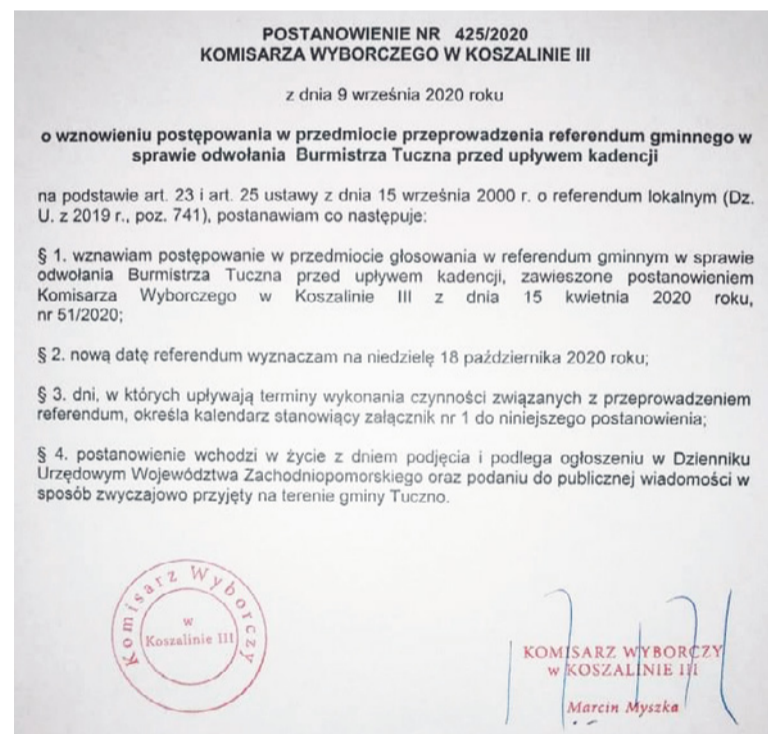 POSTANOWIENIE NR 425/2020
KOMISARZA WYBORCZEGO W KOSZALINIE III
z dnia 9 września 2020 roku
o wznowieniu postępowania w przedmiocie przeprowadzenia referendum gminnego w
sprawie odwołania Burmistrza Tuczna przed upływem kadencji
na podstawie art. 23 i art. 25 ustawy z dnia 15 września 2000 r. o referendum lokalnym (Dz.
U. z 2019 r., poz. 741), postanawiam co następuje:
§ 1. wznawiam postępowanie w przedmiocie głosowania w referendum gminnym w sprawie
odwołania Burmistrza Tuczna przed upływem kadencji, zawieszone postanowieniem
Komisarza Wyborczego w Koszalinie III z dnia 15 kwietnia 2020 roku,
nr 51/2020;
§ 2. nową datę referendum wyznaczam na niedzielę 18 października 2020 roku;
§ 3. dni, w których upływają terminy wykonania czynności związanych z przeprowadzeniem
referendum, określa kalendarz stanowiący załącznik nr 1 do niniejszego postanowienia;
§ 4. postanowienie wchodzi w życie z dniem podjęcia i podlega ogłoszeniu w Dzienniku
Urzędowym Województwa Zachodniopomorskiego oraz podaniu do publicznej wiadomości w
sposób zwyczajowo przyjęty na terenie gminy Tuczno.
Komisarz Wyborczy
w
Koszalinie III
KOMISARZ WYBORCZY
w KOSZALINIE III
Marcin Myszka